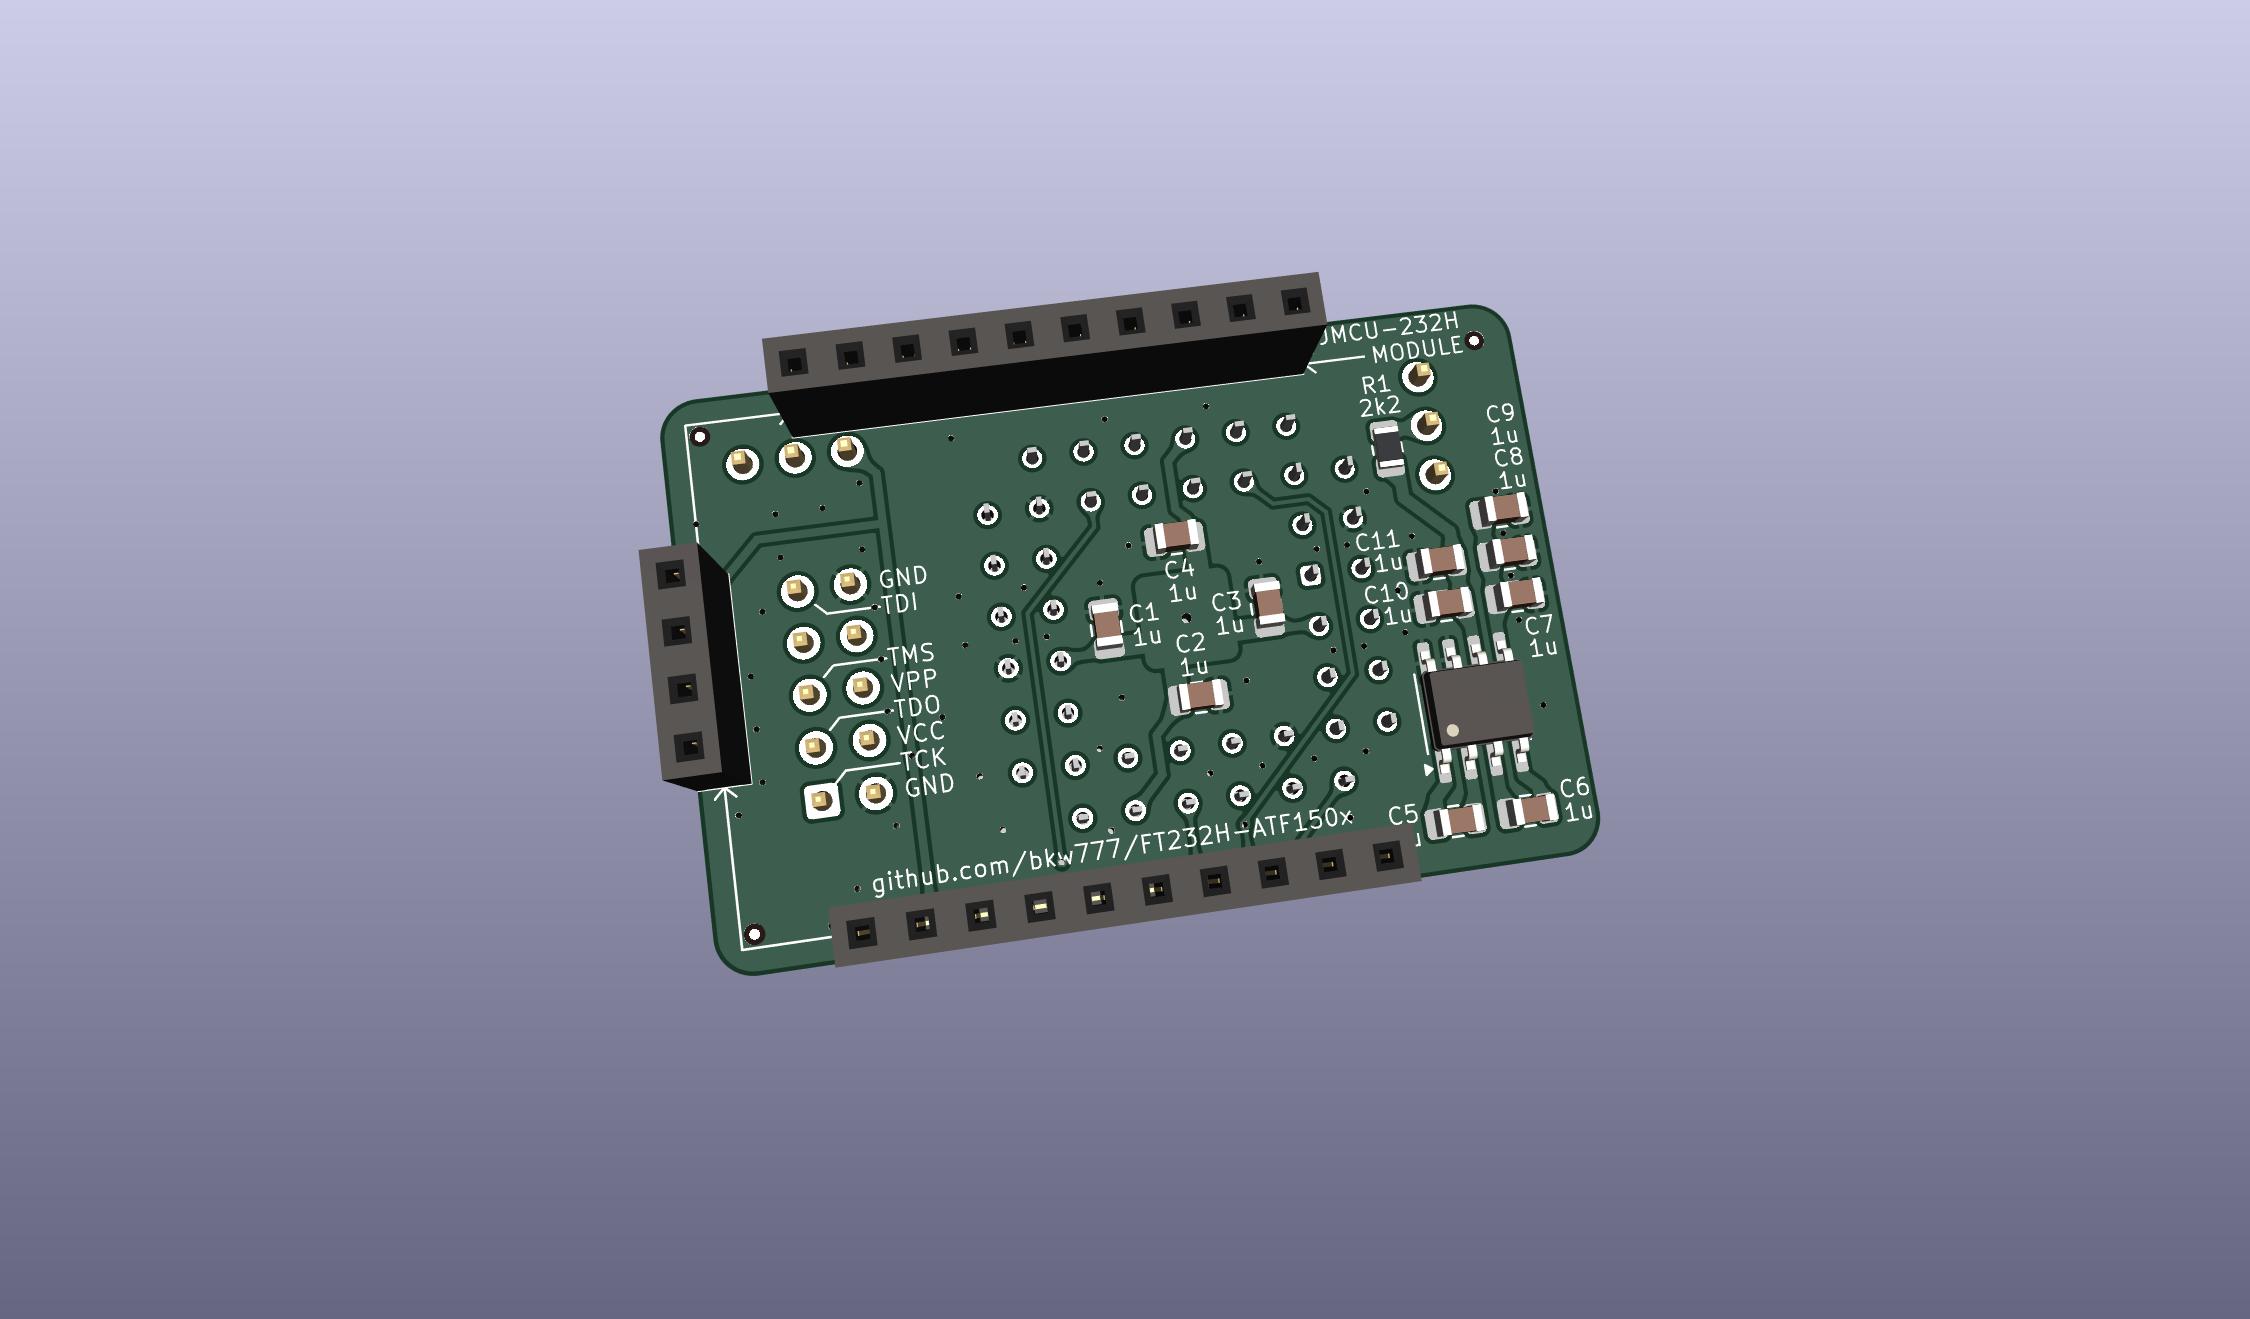 JMCU-232H
MODULE
R1
2k2
C9
1u
C8
1u
C11
1u
C10
1u
C4
1u
C3
1u
C1
1u
C2
1u
C7
1u
GND
TDI
TMS
VPP
TDO
VCC
TCK
GND
C6
1u
C5
github.com/bkw777/FT232H-ATF150x